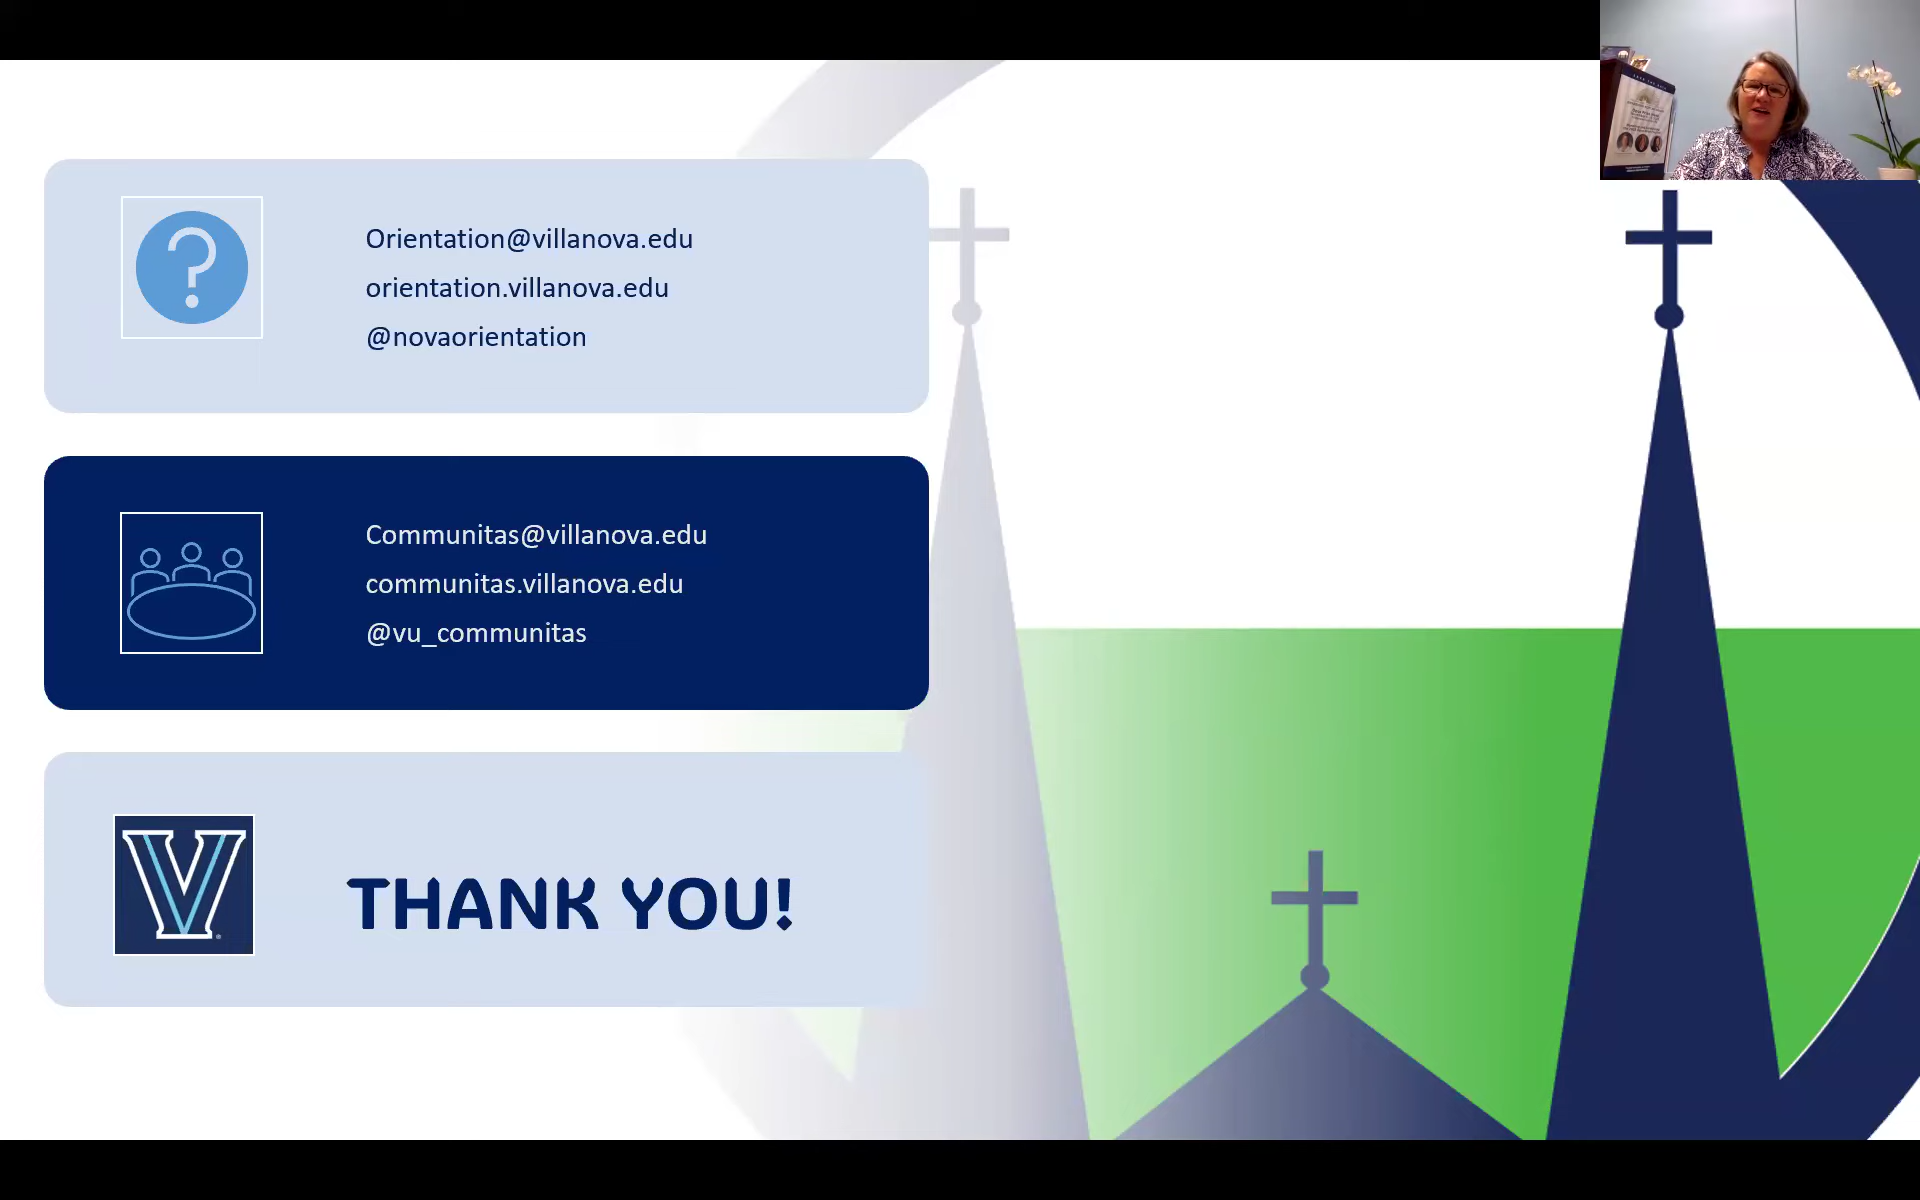 Orientation@villanova.edu
orientation.villanova.edu
@novaorientation
Communitas@villanova.edu
communitas.villanova.edu
@vu_communitas
V
THANK YOU!